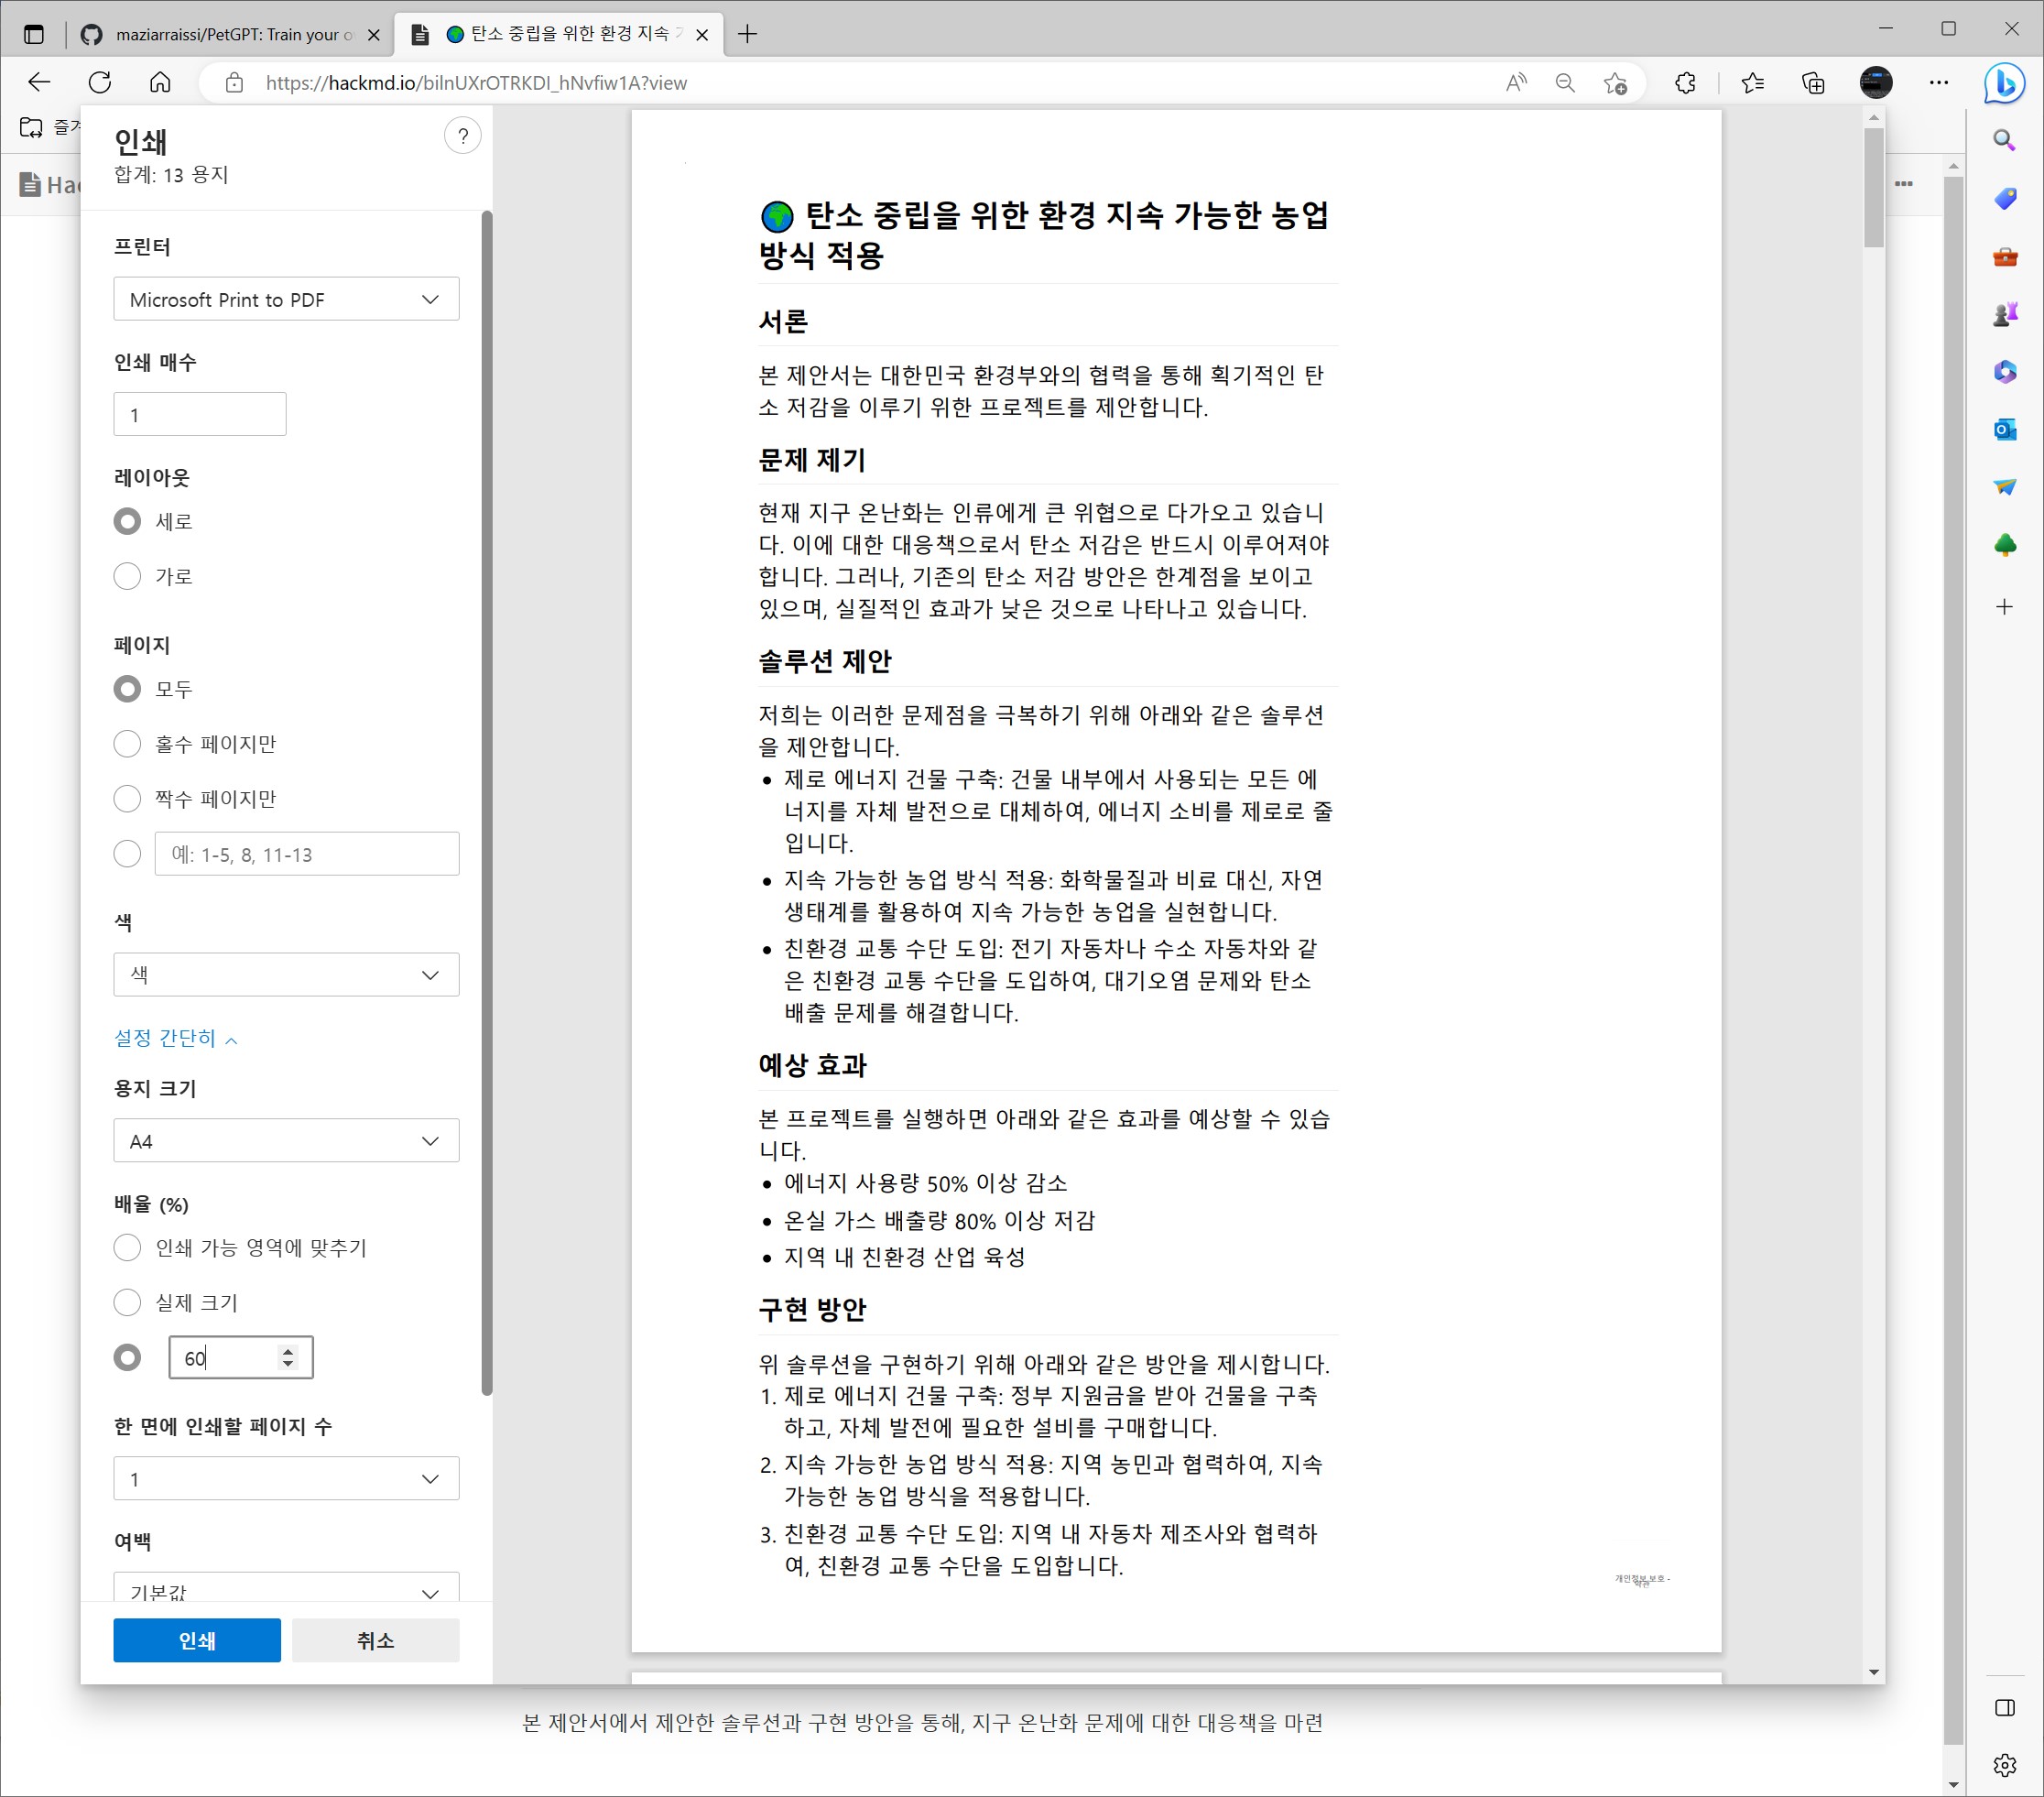 maziarraissi/PetGPT: Train your o
탄소 중립을 위한 환경 지속
https://hackmd.io/bilnUXrOTRKDI_hNvfiw1A?view
인쇄
?
합계: 13 용지
프린터
Microsoft Print to PDF
인쇄 매수
1
레이아웃
세로
가로
페이지
모두
홀수 페이지만
짝수 페이지만
예: 1-5, 8, 11-13
색
색
설정 간단히
용지 크기
A4
배율 (%)
인쇄 가능 영역에 맞추기
실제 크기
60
한 면에 인쇄할 페이지 수
1
여백
기본값
인쇄
취소
🌍 탄소 중립을 위한 환경 지속 가능한 농업
방식 적용
서론
본 제안서는 대한민국 환경부와의 협력을 통해 획기적인 탄
소 저감을 이루기 위한 프로젝트를 제안합니다.
문제 제기
현재 지구 온난화는 인류에게 큰 위협으로 다가오고 있습니
다. 이에 대한 대응책으로서 탄소 저감은 반드시 이루어져야
합니다. 그러나, 기존의 탄소 저감 방안은 한계점을 보이고
있으며, 실질적인 효과가 낮은 것으로 나타나고 있습니다.
솔루션 제안
저희는 이러한 문제점을 극복하기 위해 아래와 같은 솔루션
을 제안합니다.
• 제로 에너지 건물 구축: 건물 내부에서 사용되는 모든 에
너지를 자체 발전으로 대체하여, 에너지 소비를 제로로 줄
입니다.
• 지속 가능한 농업 방식 적용: 화학물질과 비료 대신, 자연
생태계를 활용하여 지속 가능한 농업을 실현합니다.
• 친환경 교통 수단 도입: 전기 자동차나 수소 자동차와 같
은 친환경 교통 수단을 도입하여, 대기오염 문제와 탄소
배출 문제를 해결합니다.
예상 효과
본 프로젝트를 실행하면 아래와 같은 효과를 예상할 수 있습
니다.
• 에너지 사용량 50% 이상 감소
• 온실 가스 배출량 80% 이상 저감
• 지역 내 친환경 산업 육성
구현 방안
위 솔루션을 구현하기 위해 아래와 같은 방안을 제시합니다.
1. 제로 에너지 건물 구축: 정부 지원금을 받아 건물을 구축
하고, 자체 발전에 필요한 설비를 구매합니다.
2. 지속 가능한 농업 방식 적용: 지역 농민과 협력하여, 지속
가능한 농업 방식을 적용합니다.
3. 친환경 교통 수단 도입: 지역 내 자동차 제조사와 협력하
여, 친환경 교통 수단을 도입합니다.
개인정보 보호 -
약관
본 제안서에서 제안한 솔루션과 구현 방안을 통해, 지구 온난화 문제에 대한 대응책을 마련